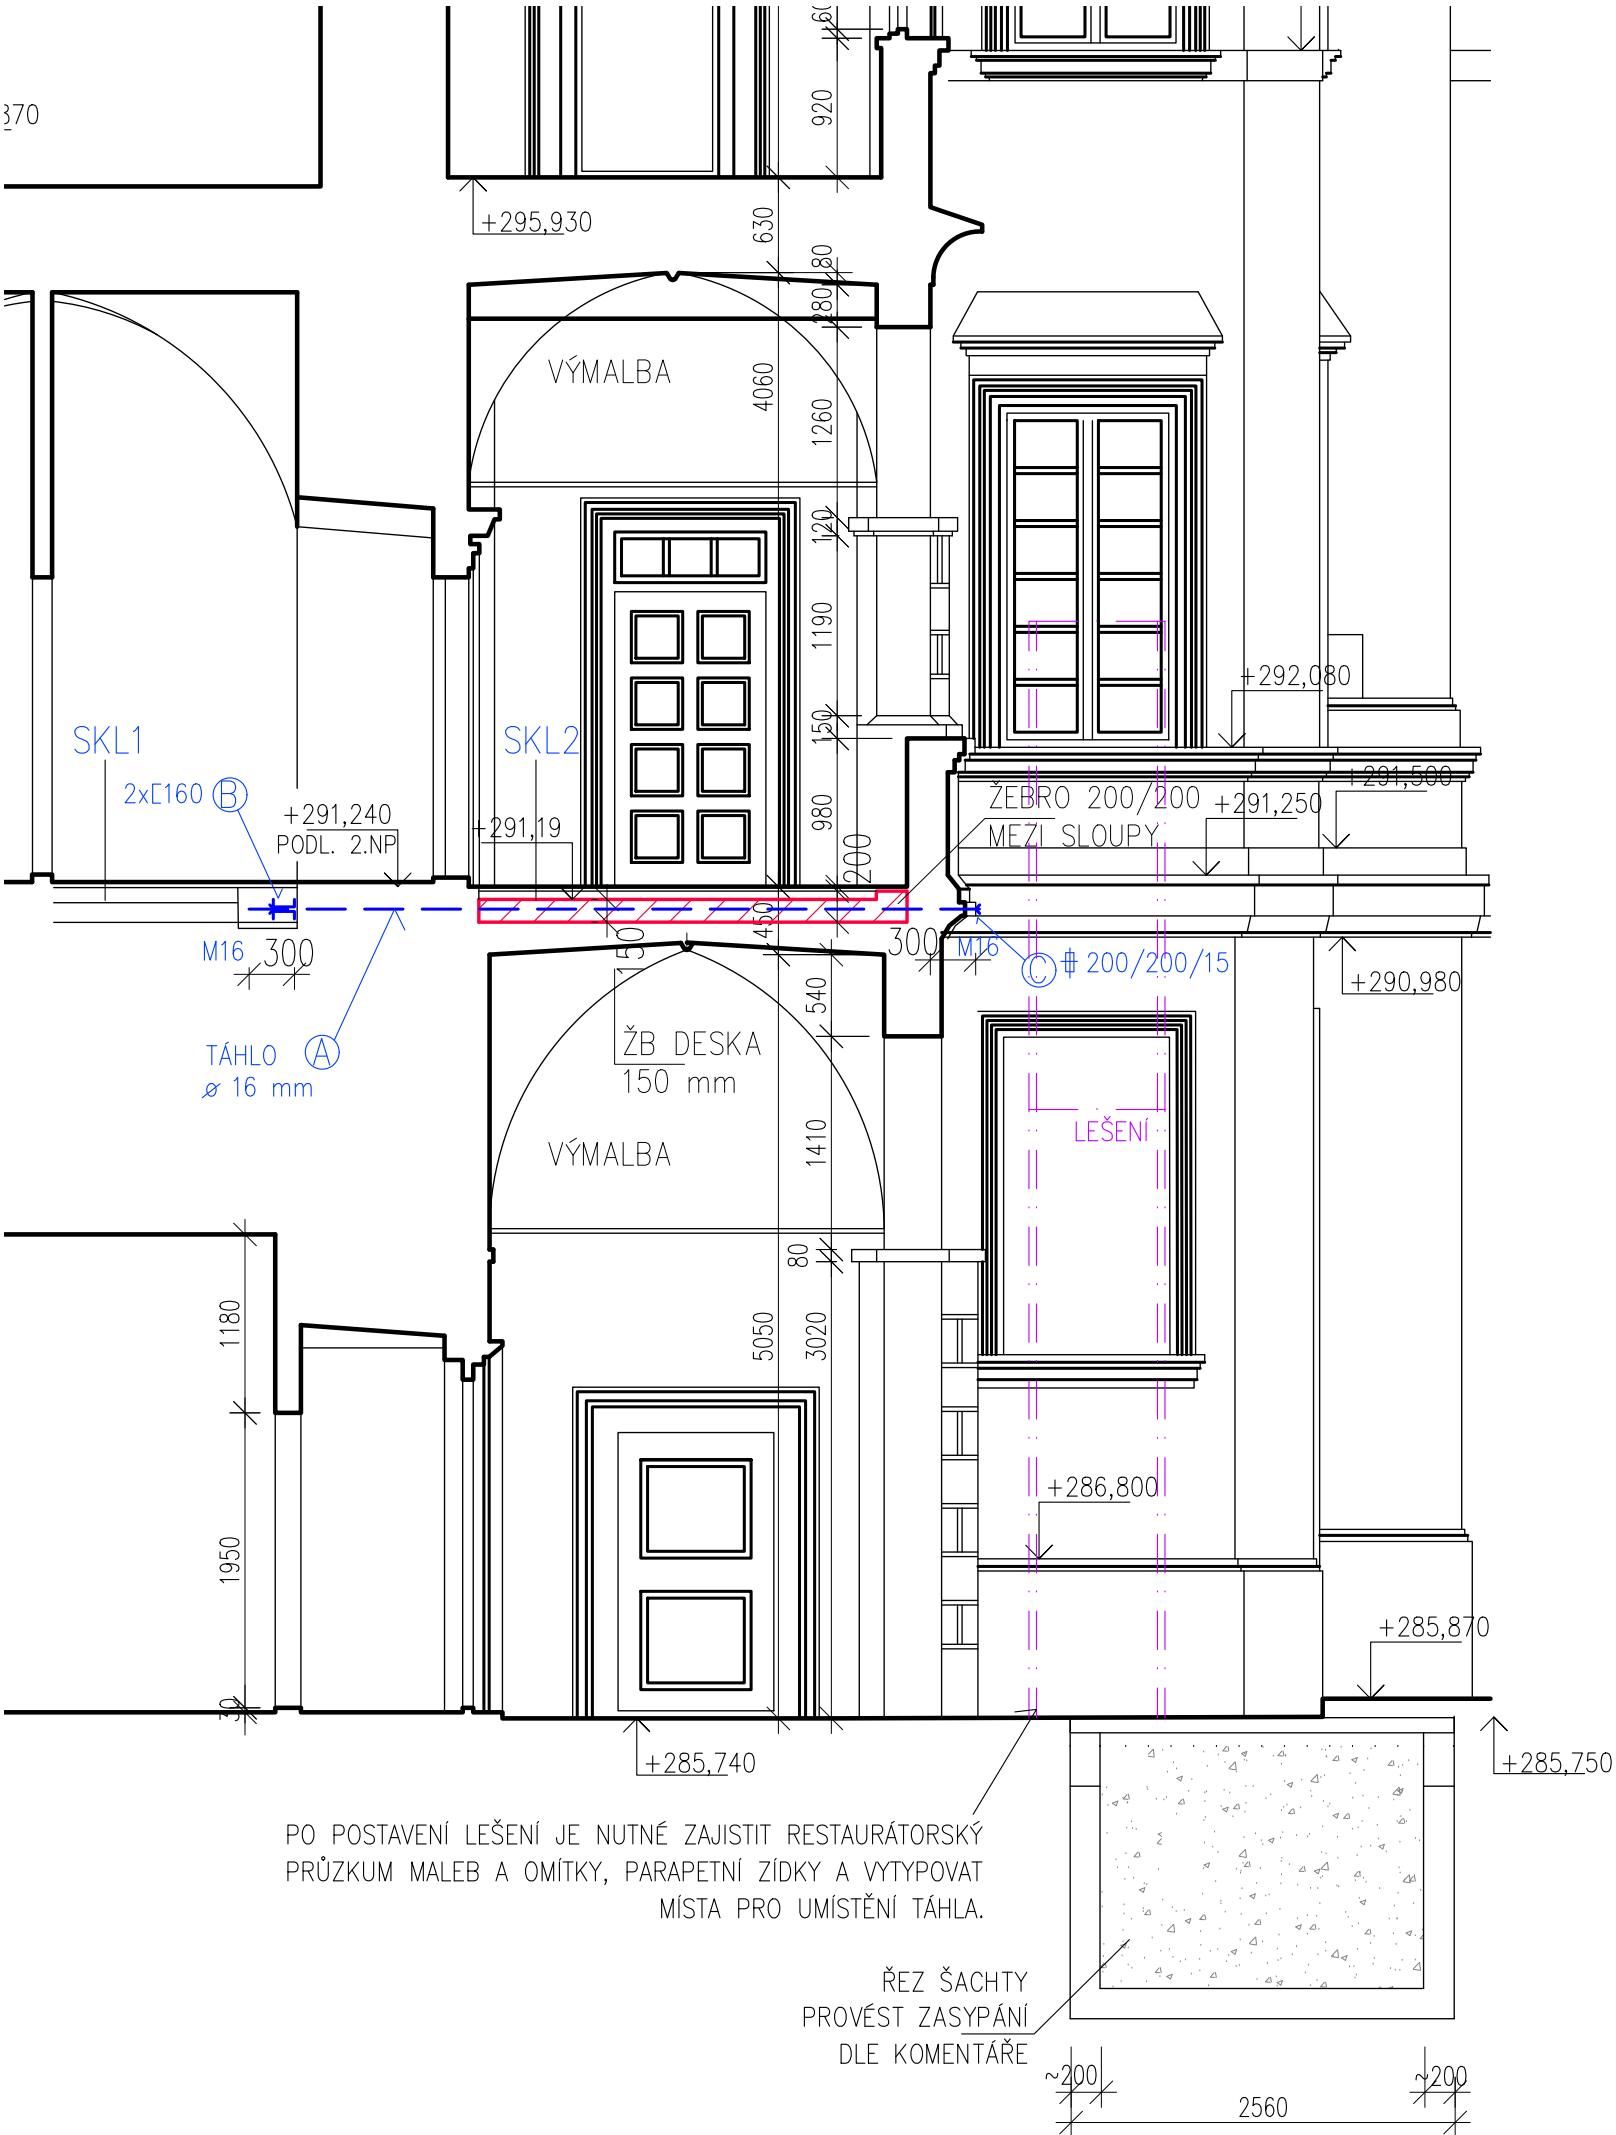 60
920
+295,930
630
80
280
VÝMALBA
4060
1260
120
1190
+292,080
150
SKL1
SKL2
2x[160 B
+291,240
PODL. 2.NP
+291,19
980
200
ŽEBRO 200/200
MEZI SLOUPY
+291,250
+291,500
450
150
M16
300
300
M16
C 200/200/15
+290,980
540
TÁHLO A
ø 16 mm
ŽB DESKA
150 mm
VÝMALBA
1410
LEŠENÍ
80
1180
5050
3020
+286,800
1950
+285,870
30
+285,740
+285,750
PO POSTAVENÍ LEŠENÍ JE NUTNÉ ZAJISTIT RESTAURÁTORSKÝ
PRŮZKUM MALEB A OMÍTKY, PARAPETNÍ ZÍDKY A VYTYPOVAT
MÍSTA PRO UMÍSTĚNÍ TÁHLA.
ŘEZ ŠACHTY
PROVÉST ZASYPÁNÍ
DLE KOMENTÁŘE
~200
~200
2560